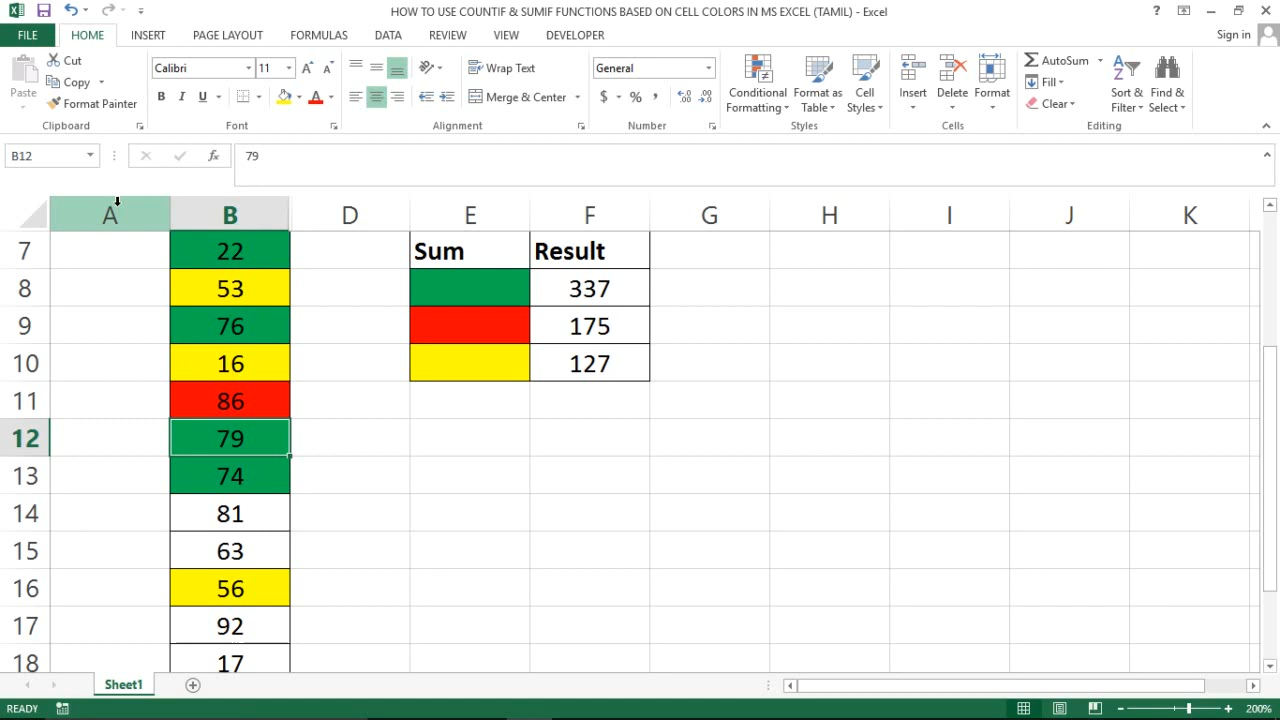 HOW TO USE COUNTIF & SUMIF FUNCTIONS BASED ON CELL COLORS IN MS EXCEL (TAMIL) - Excel
FILE HOME INSERT PAGE LAYOUT FORMULAS DATA REVIEW VIEW DEVELOPER Sign in
Paste
Cut
Copy
Format Painter
Clipboard
Calibri 11
B I U A
Font
Wrap Text
Merge & Center
Alignment
General
$ % ,
Number
Conditional Formatting
Format as Table
Cell Styles
Styles
Insert
Delete
Format
Cells
AutoSum
Fill
Clear
Sort & Filter
Find & Select
Editing
B12 fx 79
A B D E F G H I J K
7 22 Sum Result
8 53 337
9 76 175
10 16 127
11 86
12 79
13 74
14 81
15 63
16 56
17 92
18 17
Sheet1
READY 200%